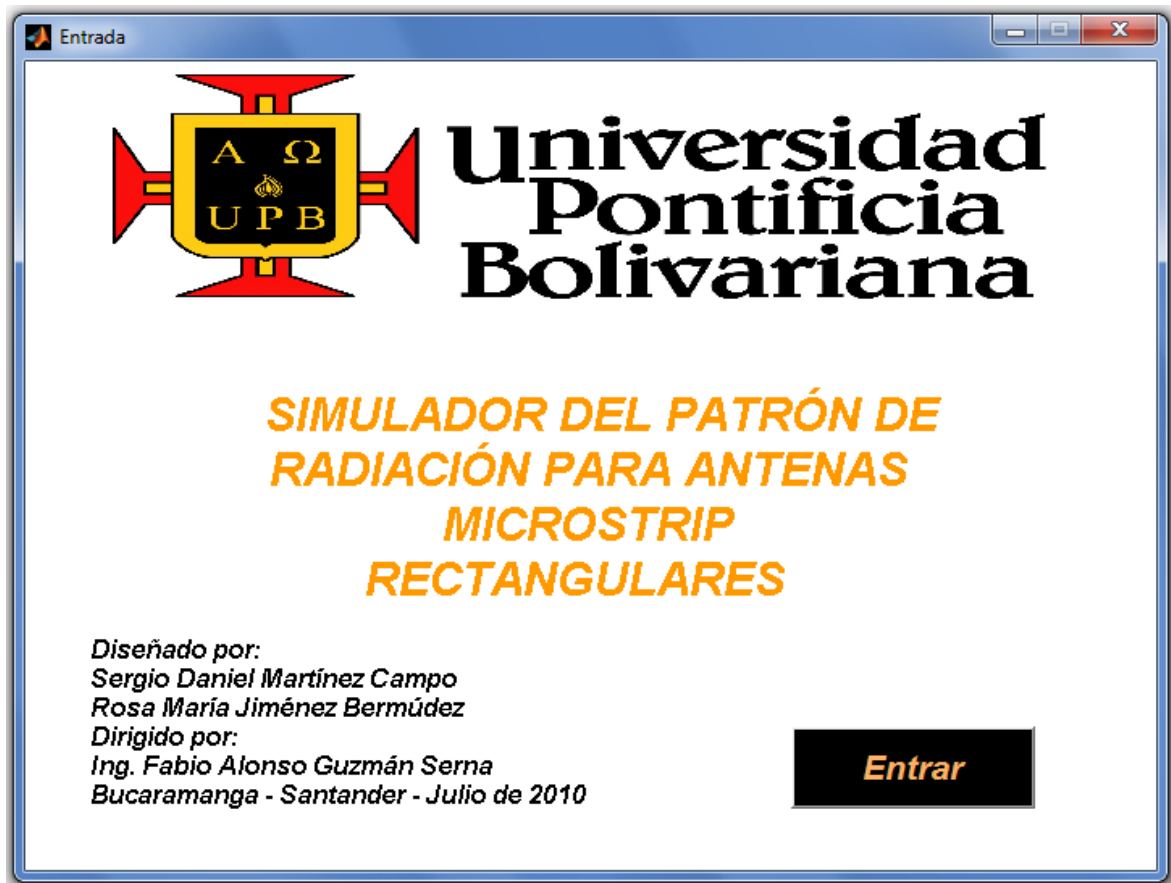 Entrada
Α Ω
U P B
Universidad
Pontificia
Bolivariana
SIMULADOR DEL PATRÓN DE
RADIACIÓN PARA ANTENAS
MICROSTRIP
RECTANGULARES
Diseñado por:
Sergio Daniel Martínez Campo
Rosa María Jiménez Bermúdez
Dirigido por:
Ing. Fabio Alonso Guzmán Serna
Bucaramanga - Santander - Julio de 2010
Entrar